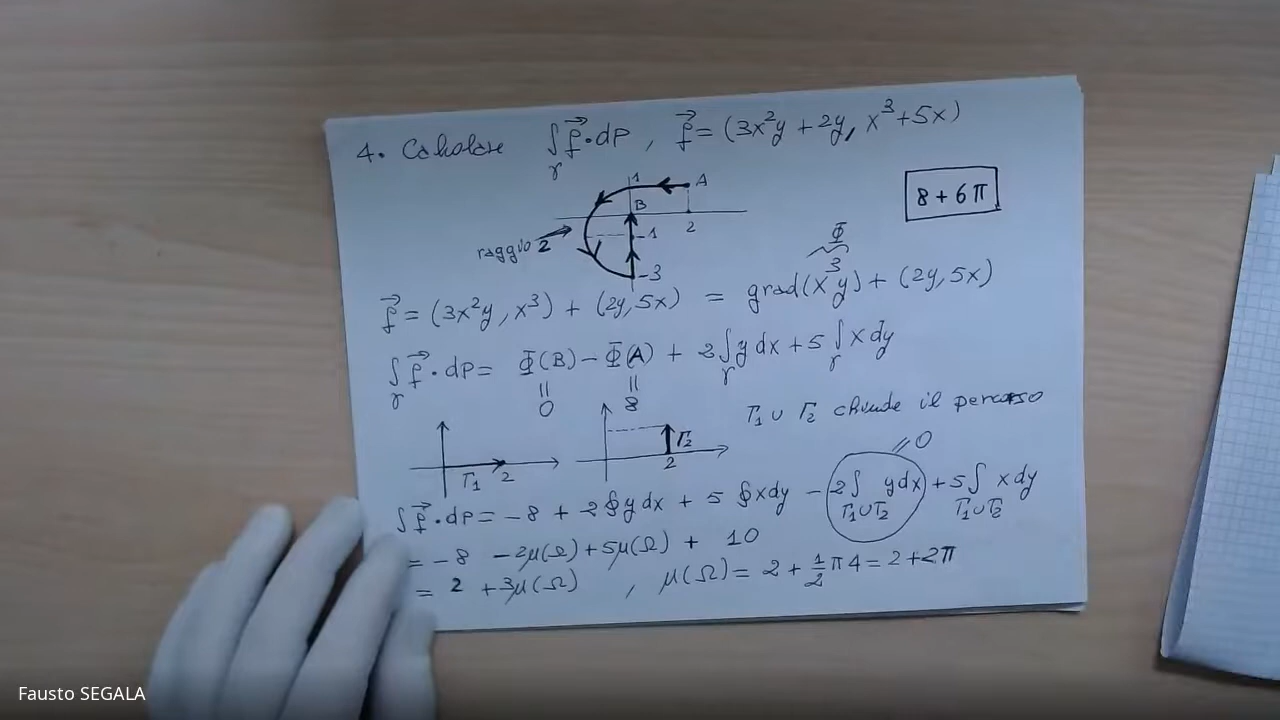 4. Calcolare ∫γ f⃗·dP, f⃗ = (3x²y + 2y, x³ + 5x)
8 + 6π
1 A
B
-1 2
raggio 2
-3
Φ
f⃗ = (3x²y, x³) + (2y, 5x) = grad(x³y) + (2y, 5x)
∫γ f⃗·dP = Φ(B) - Φ(A) + 2∫γ y dx + 5∫γ x dy
= 0 = 8
Γ₁ ∪ Γ₂ chiude il percorso
Γ₁ 2
Γ₂ 2
= 0
∫ f⃗·dP = -8 + 2∮y dx + 5∮x dy - 2∫Γ₁∪Γ₂ y dx + 5∫Γ₁∪Γ₂ x dy
= -8 - 2μ(Ω) + 5μ(Ω) + 10
= 2 + 3μ(Ω) , μ(Ω) = 2 + 1/2 π4 = 2 + 2π
Fausto SEGALA